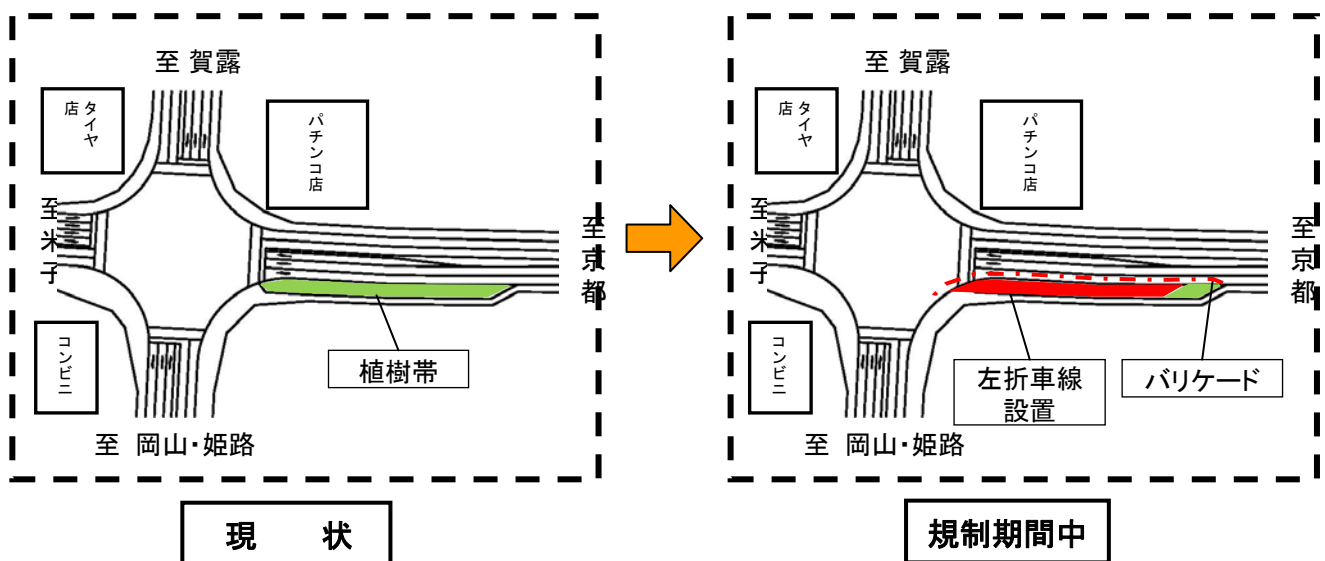 至 賀露
タイヤ
店
パチンコ店
至米子
至京都
コンビニ
植樹帯
至 岡山・姫路
現 状
至 賀露
タイヤ
店
パチンコ店
至米子
至京都
コンビニ
左折車線
設置
バリケード
至 岡山・姫路
規制期間中